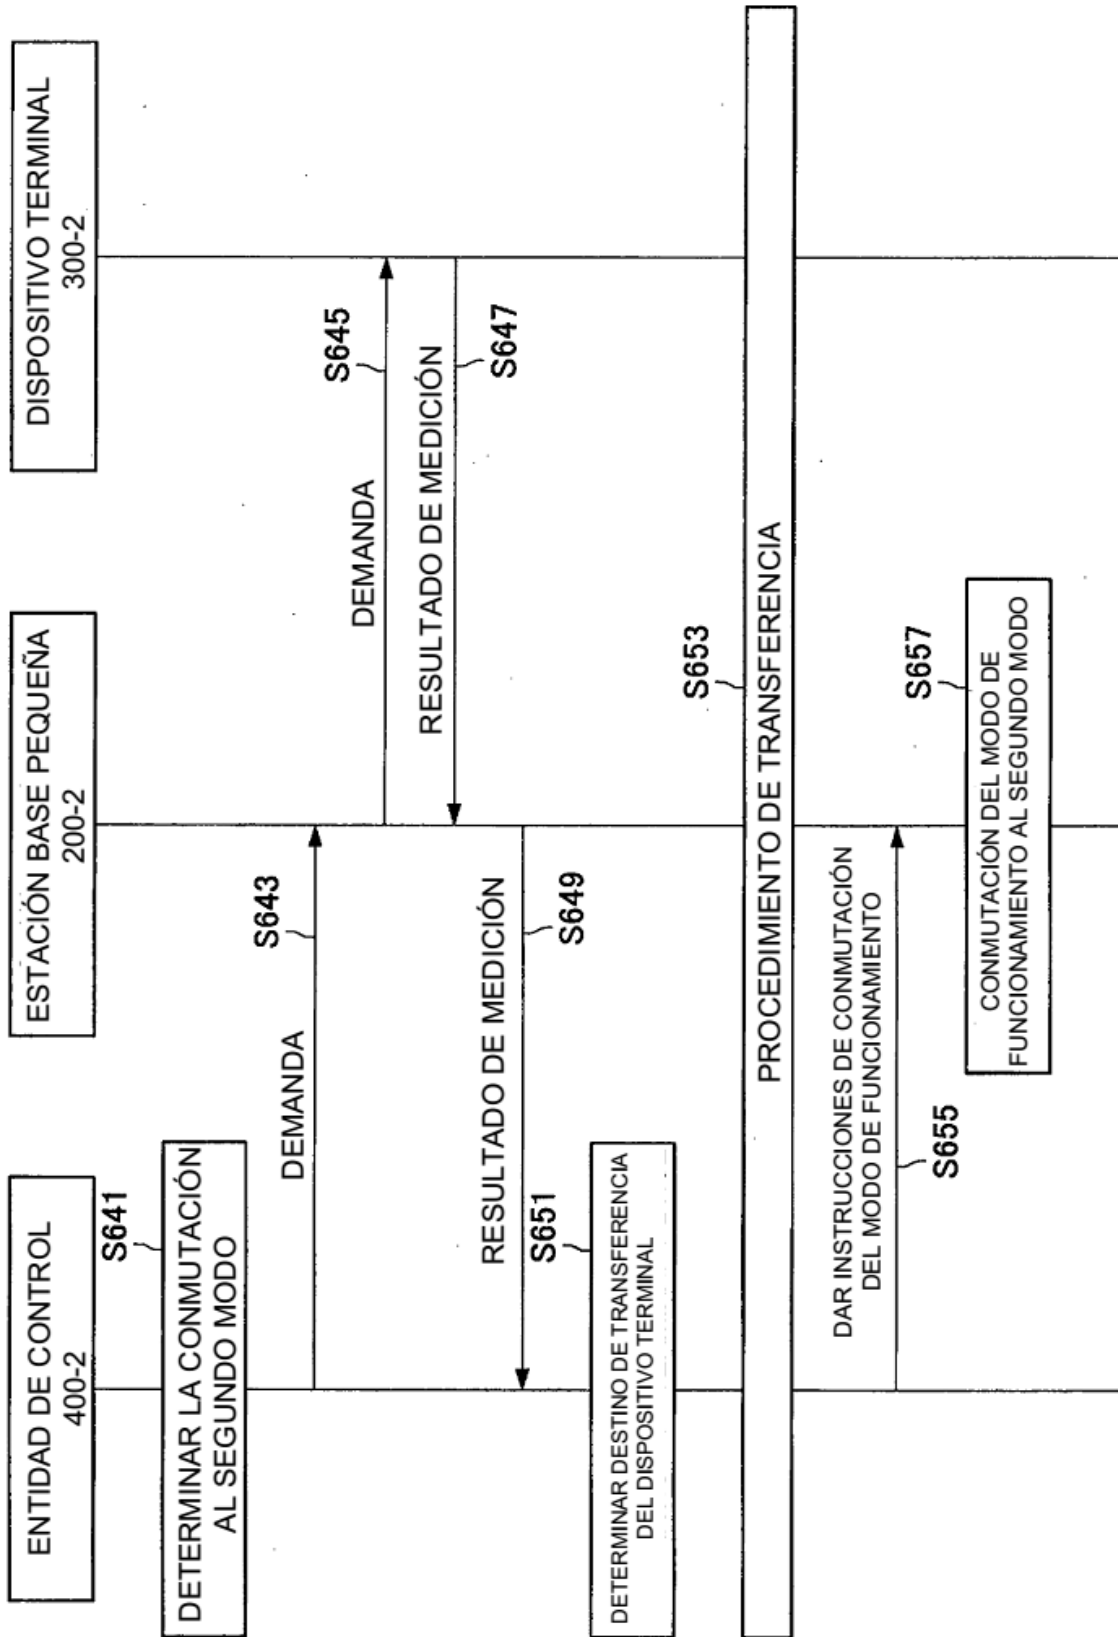 ENTIDAD DE CONTROL
400-2
ESTACIÓN BASE PEQUEÑA
200-2
DISPOSITIVO TERMINAL
300-2
S641
DETERMINAR LA CONMUTACIÓN
AL SEGUNDO MODO
DEMANDA
S643
DEMANDA
S645
RESULTADO DE MEDICIÓN
S647
RESULTADO DE MEDICIÓN
S649
S651
DETERMINAR DESTINO DE TRANSFERENCIA
DEL DISPOSITIVO TERMINAL
S653
PROCEDIMIENTO DE TRANSFERENCIA
DAR INSTRUCCIONES DE CONMUTACIÓN
DEL MODO DE FUNCIONAMIENTO
S655
S657
CONMUTACIÓN DEL MODO DE
FUNCIONAMIENTO AL SEGUNDO MODO